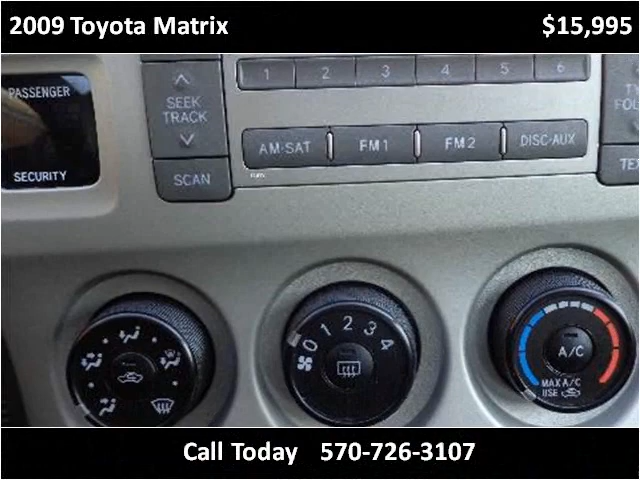 2009 Toyota Matrix $15,995
PASSENGER
SECURITY
SEEK
TRACK
SCAN
1 2 3 4 5 6
AM·SAT FM1 FM2 DISC·AUX
0 1 2 3 4
A/C
MAX A/C
USE
Call Today 570-726-3107